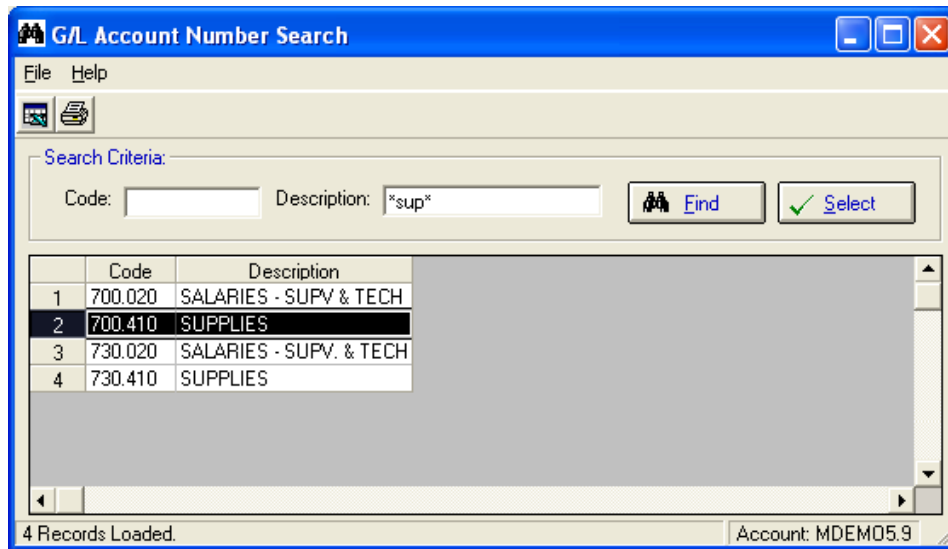 G/L Account Number Search
File Help
Search Criteria:
Code: Description: *sup* Find Select
Code Description
1 700.020 SALARIES - SUPV & TECH
2 700.410 SUPPLIES
3 730.020 SALARIES - SUPV. & TECH
4 730.410 SUPPLIES
4 Records Loaded. Account: MDEMO5.9